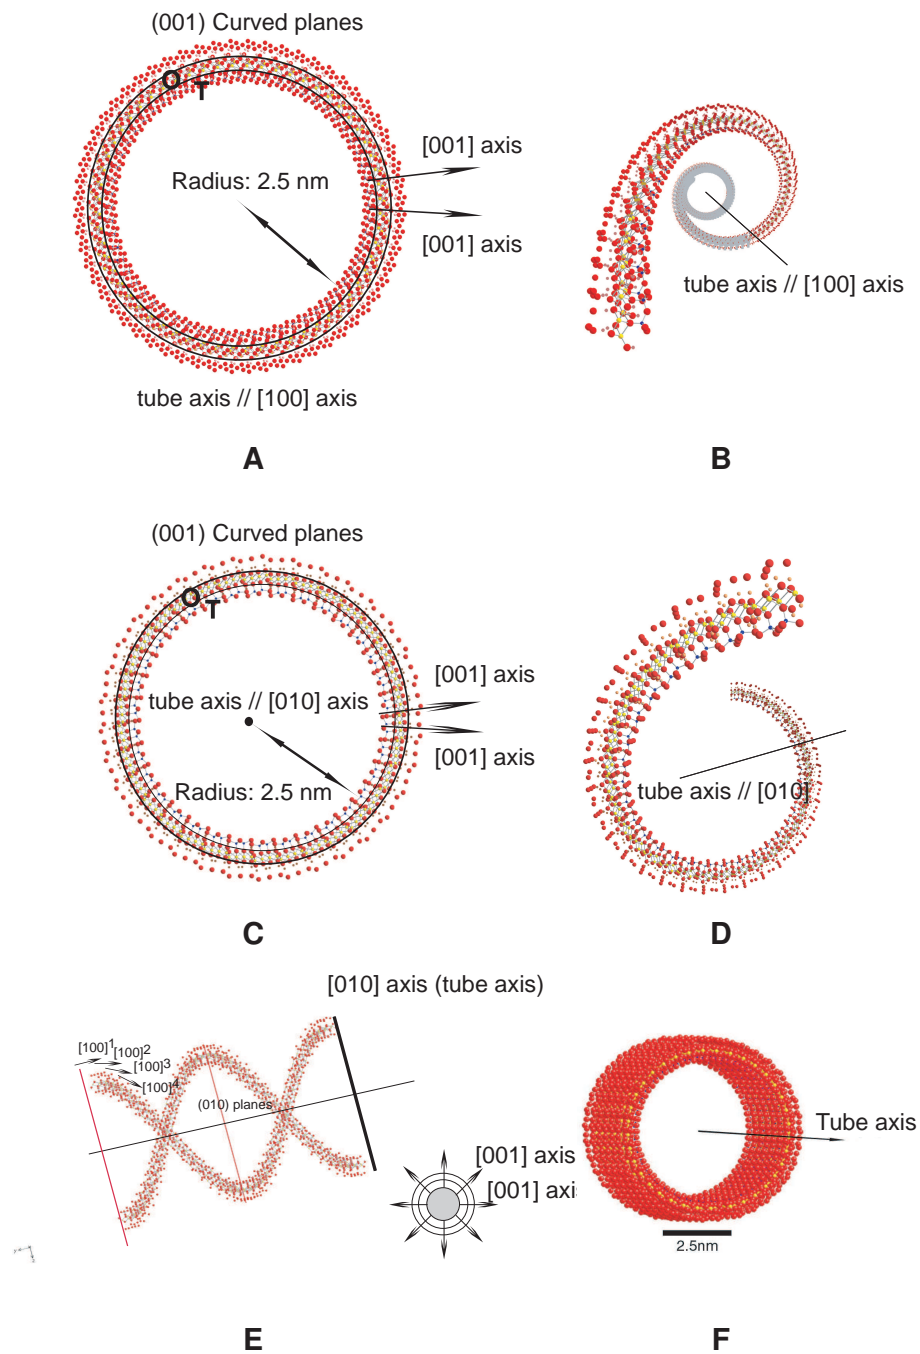 (001) Curved planes
O
T
[001] axis
Radius: 2.5 nm
[001] axis
tube axis // [100] axis
tube axis // [100] axis
A
B
(001) Curved planes
O
T
[001] axis
tube axis // [010] axis
[001] axis
Radius: 2.5 nm
tube axis // [010]
C
D
[010] axis (tube axis)
[100]1
[100]2
[100]3
[100]4
(010) planes
[001] axis
[001] axi
Tube axis
2.5nm
E
F